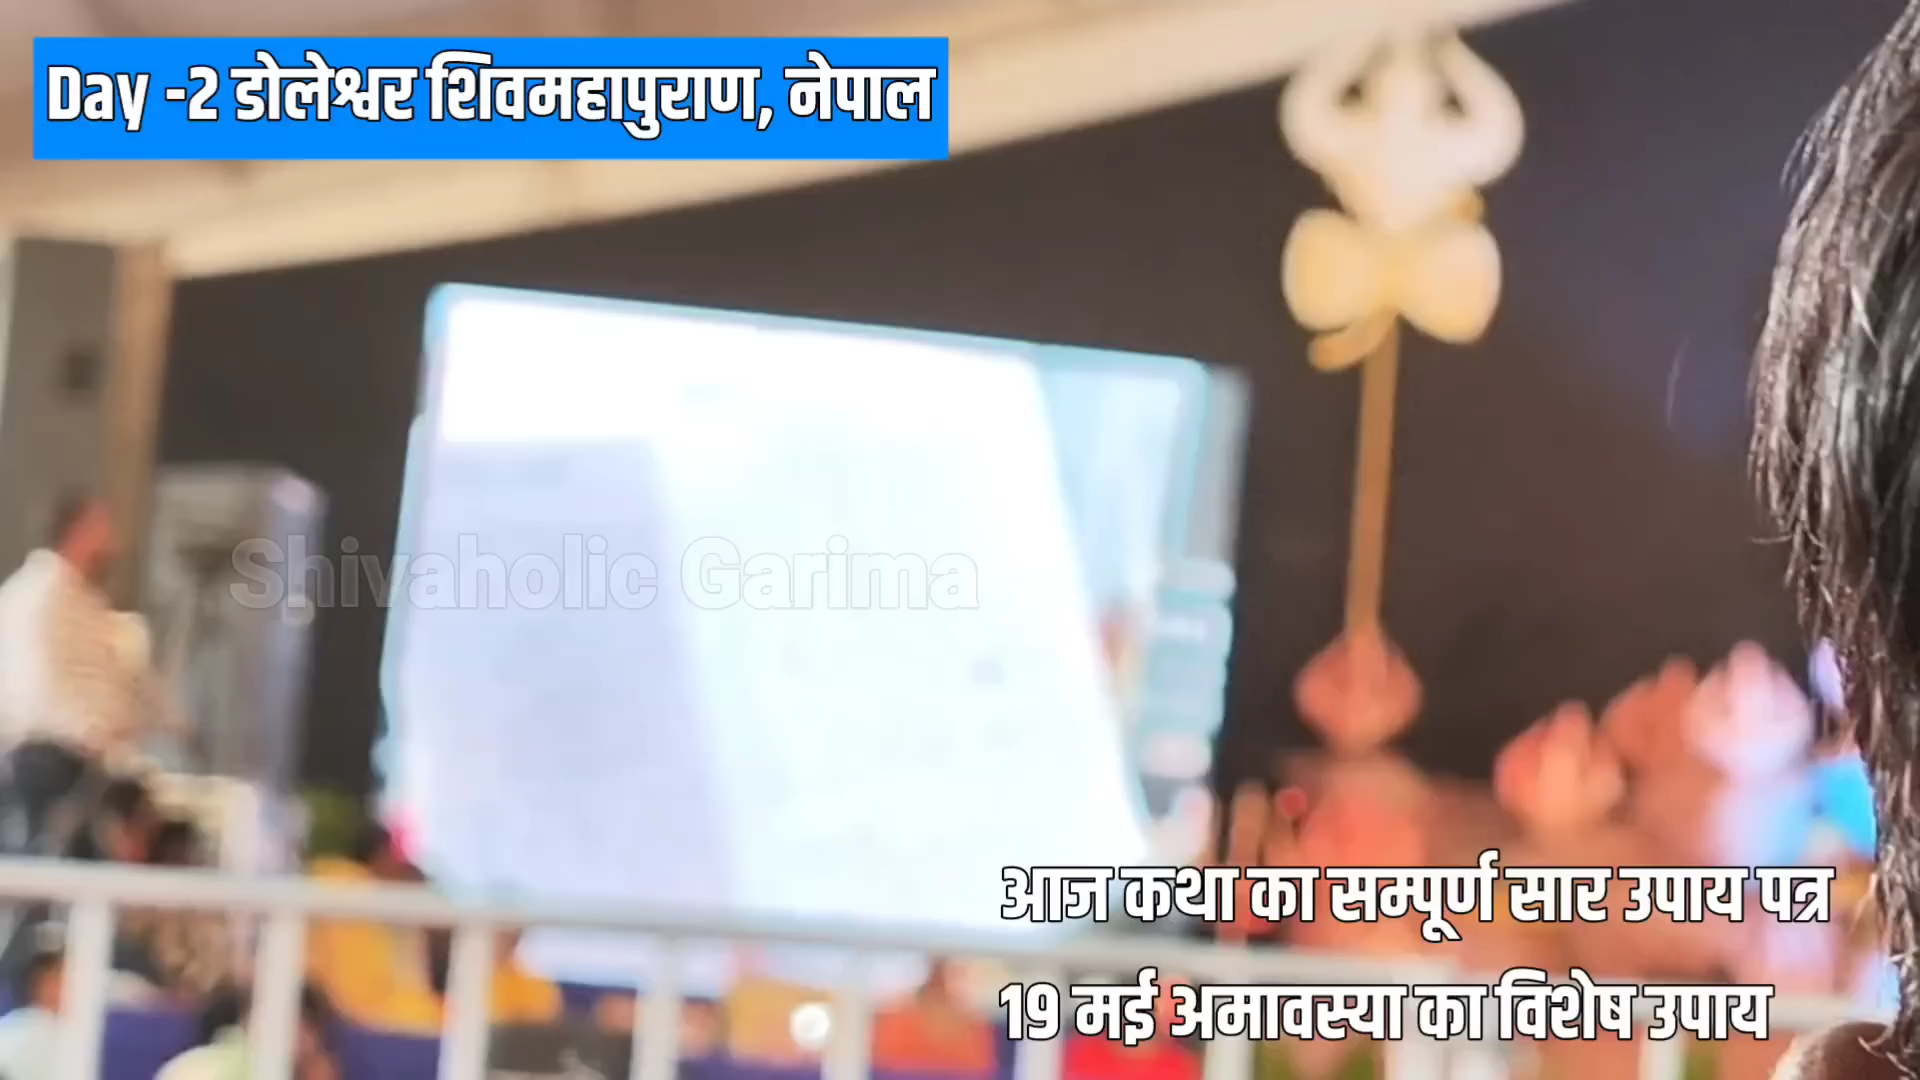 Day -2 डोलेश्वर शिवमहापुराण, नेपाल
Shivaholic Garima
आज कथा का सम्पूर्ण सार उपाय पत्र
19 मई अमावस्या का विशेष उपाय